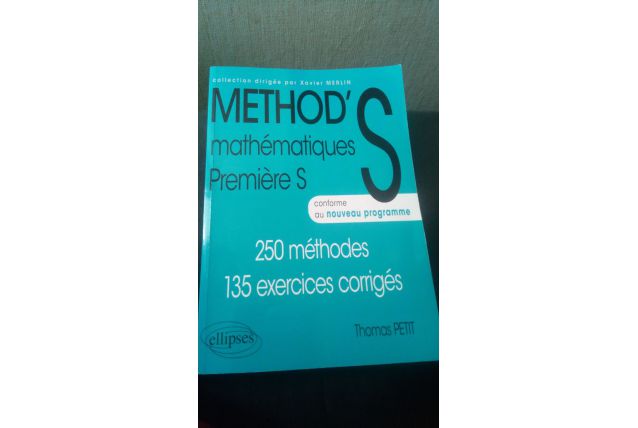 collection dirigée par Xavier MERLIN
METHOD'S
mathématiques
Première S
conforme
au nouveau programme
250 méthodes
135 exercices corrigés
Thomas PETIT
ellipses